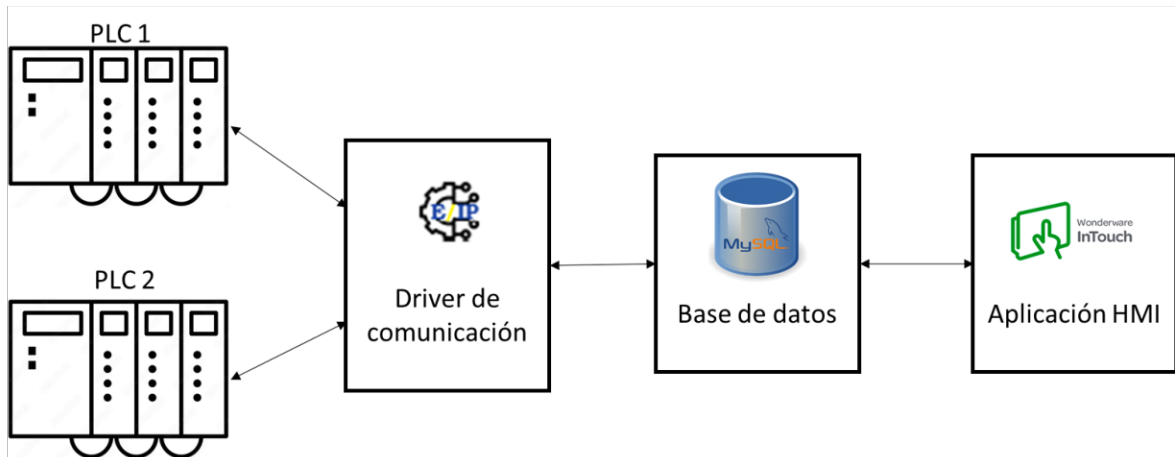 PLC 1
PLC 2
E/IP
Driver de
comunicación
MySQL
Base de datos
Wonderware
InTouch
Aplicación HMI